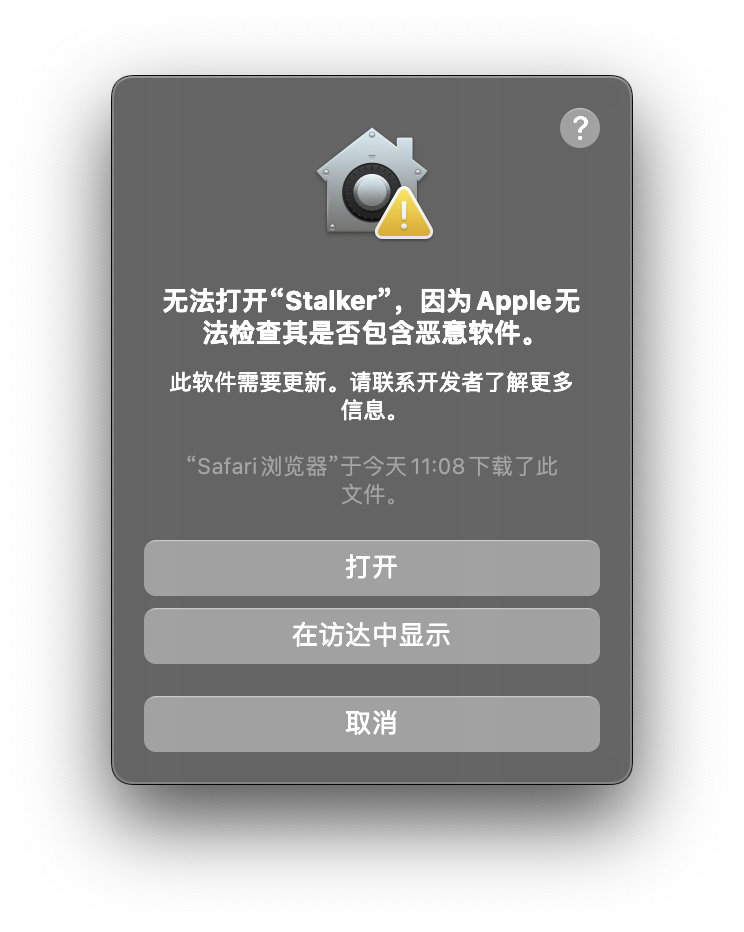 ?
无法打开“Stalker”，因为 Apple 无
法检查其是否包含恶意软件。
此软件需要更新。请联系开发者了解更多
信息。
“Safari 浏览器”于今天 11:08 下载了此
文件。
打开
在访达中显示
取消